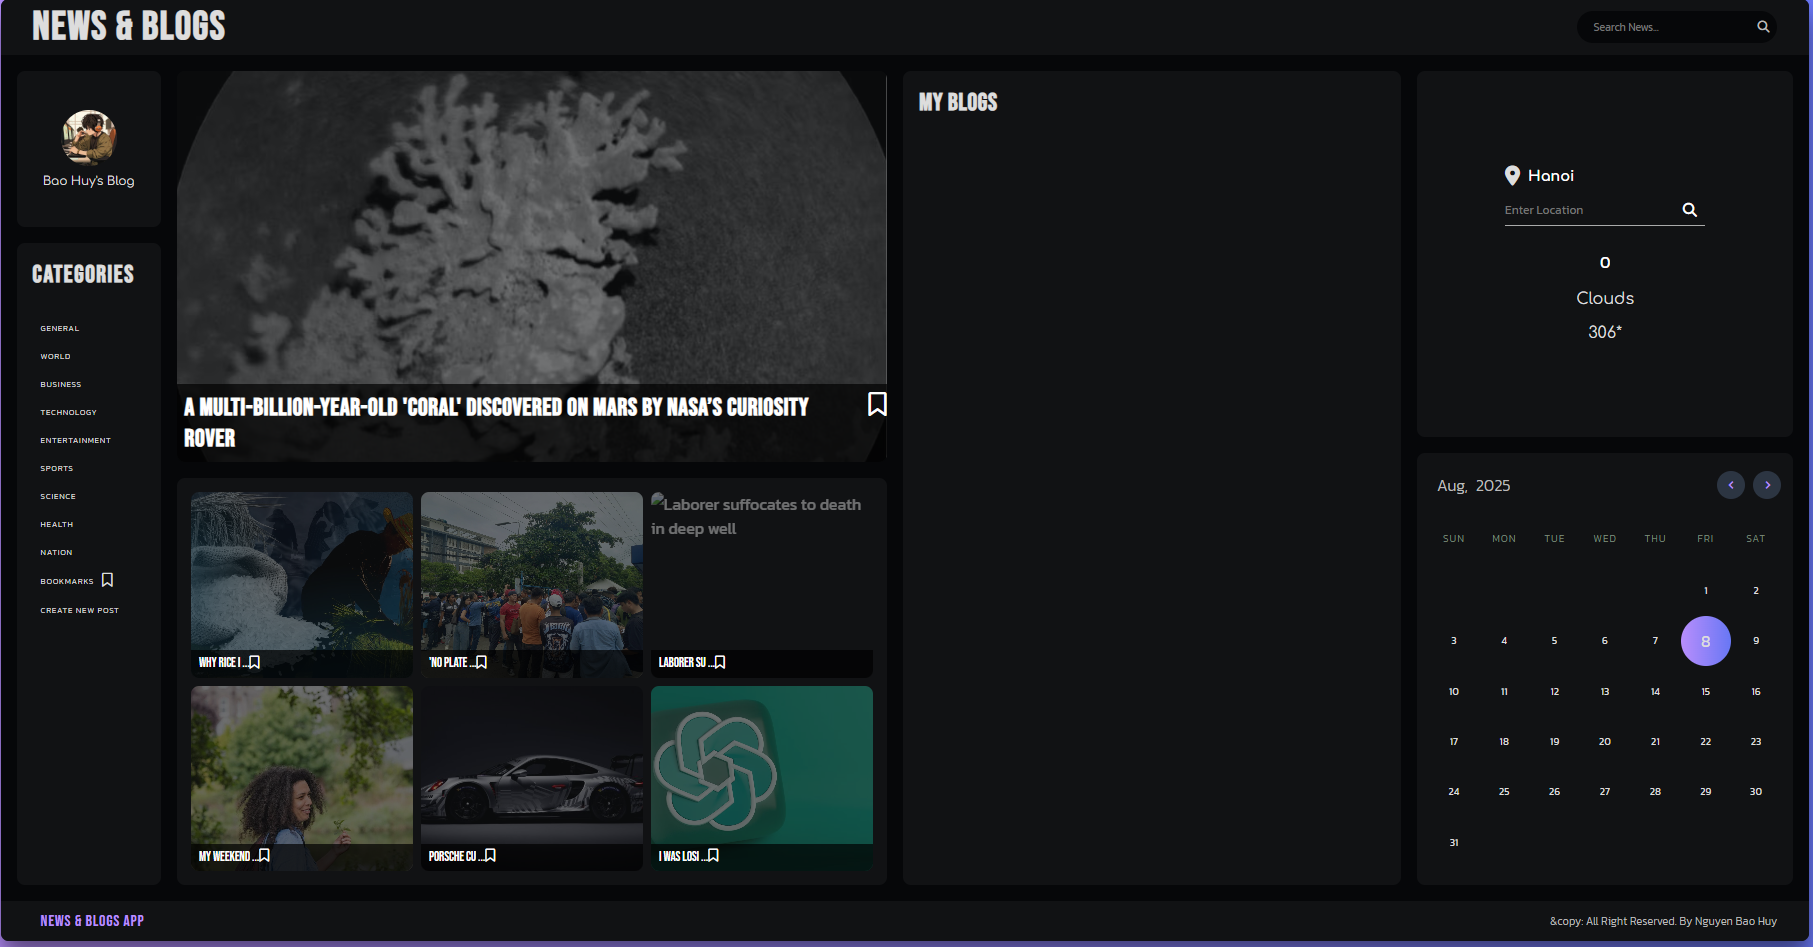 NEWS & BLOGS
Search News...
Bao Huy's Blog
CATEGORIES
GENERAL
WORLD
BUSINESS
TECHNOLOGY
ENTERTAINMENT
SPORTS
SCIENCE
HEALTH
NATION
BOOKMARKS
CREATE NEW POST
A MULTI-BILLION-YEAR-OLD 'CORAL' DISCOVERED ON MARS BY NASA'S CURIOSITY
ROVER
Laborer suffocates to death
in deep well
WHY RICE I ...
'NO PLATE ...
LABORER SU ...
MY WEEKEND ...
PORSCHE CU ...
I WAS LOSI ...
MY BLOGS
Hanoi
Enter Location
0
Clouds
306°
Aug, 2025
SUN MON TUE WED THU FRI SAT
1 2
3 4 5 6 7 8 9
10 11 12 13 14 15 16
17 18 19 20 21 22 23
24 25 26 27 28 29 30
31
NEWS & BLOGS APP
&copy: All Right Reserved. By Nguyen Bao Huy